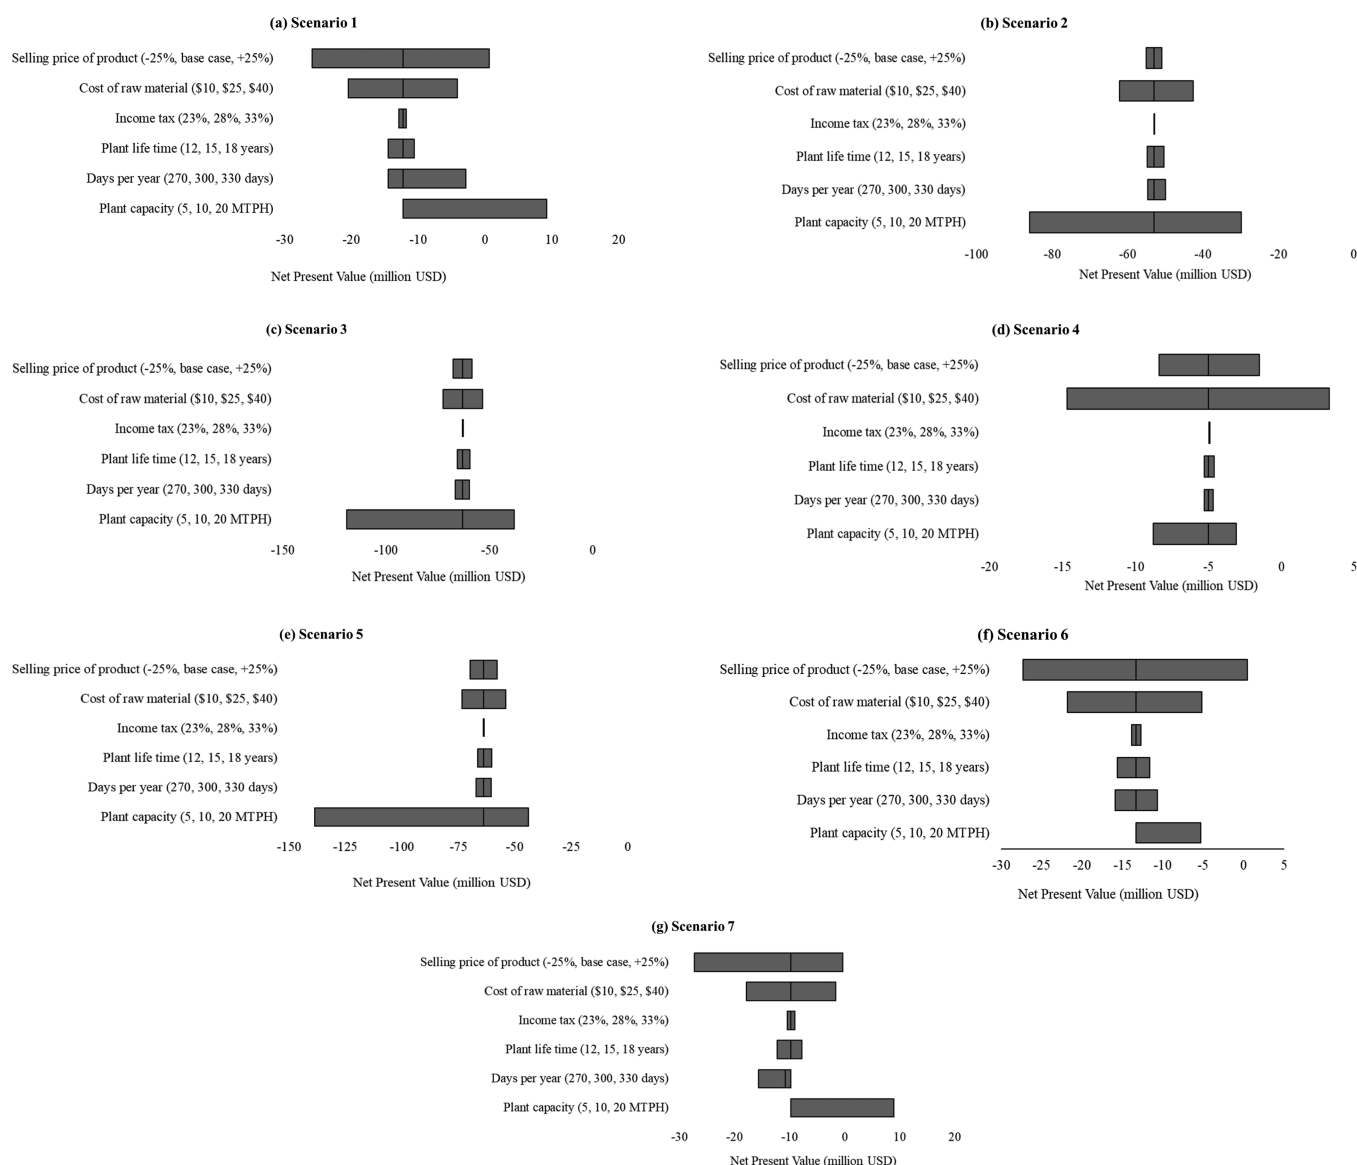 (a) Scenario 1
Selling price of product (-25%, base case, +25%)
Cost of raw material ($10, $25, $40)
Income tax (23%, 28%, 33%)
Plant life time (12, 15, 18 years)
Days per year (270, 300, 330 days)
Plant capacity (5, 10, 20 MTPH)
-30 -20 -10 0 10 20
Net Present Value (million USD)
(b) Scenario 2
Selling price of product (-25%, base case, +25%)
Cost of raw material ($10, $25, $40)
Income tax (23%, 28%, 33%)
Plant life time (12, 15, 18 years)
Days per year (270, 300, 330 days)
Plant capacity (5, 10, 20 MTPH)
-100 -80 -60 -40 -20 0
Net Present Value (million USD)
(c) Scenario 3
Selling price of product (-25%, base case, +25%)
Cost of raw material ($10, $25, $40)
Income tax (23%, 28%, 33%)
Plant life time (12, 15, 18 years)
Days per year (270, 300, 330 days)
Plant capacity (5, 10, 20 MTPH)
-150 -100 -50 0
Net Present Value (million USD)
(d) Scenario 4
Selling price of product (-25%, base case, +25%)
Cost of raw material ($10, $25, $40)
Income tax (23%, 28%, 33%)
Plant life time (12, 15, 18 years)
Days per year (270, 300, 330 days)
Plant capacity (5, 10, 20 MTPH)
-20 -15 -10 -5 0 5
Net Present Value (million USD)
(e) Scenario 5
Selling price of product (-25%, base case, +25%)
Cost of raw material ($10, $25, $40)
Income tax (23%, 28%, 33%)
Plant life time (12, 15, 18 years)
Days per year (270, 300, 330 days)
Plant capacity (5, 10, 20 MTPH)
-150 -125 -100 -75 -50 -25 0
Net Present Value (million USD)
(f) Scenario 6
Selling price of product (-25%, base case, +25%)
Cost of raw material ($10, $25, $40)
Income tax (23%, 28%, 33%)
Plant life time (12, 15, 18 years)
Days per year (270, 300, 330 days)
Plant capacity (5, 10, 20 MTPH)
-30 -25 -20 -15 -10 -5 0 5
Net Present Value (million USD)
(g) Scenario 7
Selling price of product (-25%, base case, +25%)
Cost of raw material ($10, $25, $40)
Income tax (23%, 28%, 33%)
Plant life time (12, 15, 18 years)
Days per year (270, 300, 330 days)
Plant capacity (5, 10, 20 MTPH)
-30 -20 -10 0 10 20
Net Present Value (million USD)